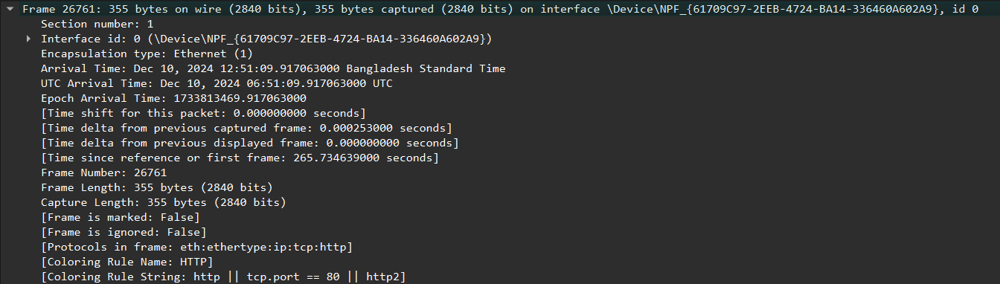 Frame 26761: 355 bytes on wire (2840 bits), 355 bytes captured (2840 bits) on interface \Device\NPF_{61709C97-2EEB-4724-BA14-336460A602A9}, id 0
Section number: 1
Interface id: 0 (\Device\NPF_{61709C97-2EEB-4724-BA14-336460A602A9})
Encapsulation type: Ethernet (1)
Arrival Time: Dec 10, 2024 12:51:09.917063000 Bangladesh Standard Time
UTC Arrival Time: Dec 10, 2024 06:51:09.917063000 UTC
Epoch Arrival Time: 1733813469.917063000
[Time shift for this packet: 0.000000000 seconds]
[Time delta from previous captured frame: 0.000253000 seconds]
[Time delta from previous displayed frame: 0.000000000 seconds]
[Time since reference or first frame: 265.734639000 seconds]
Frame Number: 26761
Frame Length: 355 bytes (2840 bits)
Capture Length: 355 bytes (2840 bits)
[Frame is marked: False]
[Frame is ignored: False]
[Protocols in frame: eth:ethertype:ip:tcp:http]
[Coloring Rule Name: HTTP]
[Coloring Rule String: http || tcp.port == 80 || http2]